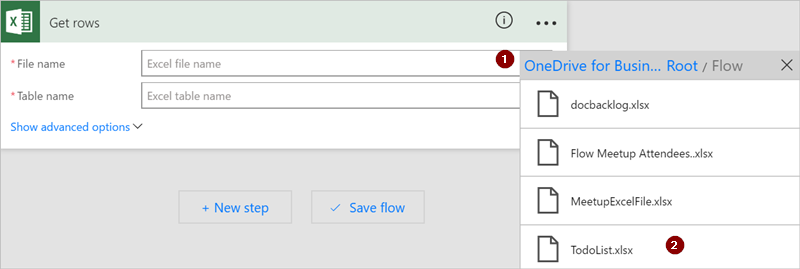 Get rows
* File name
Excel file name
1
* Table name
Excel table name
Show advanced options
+ New step
Save flow
OneDrive for Busin... Root / Flow
docbacklog.xlsx
Flow Meetup Attendees..xlsx
MeetupExcelFile.xlsx
TodoList.xlsx
2